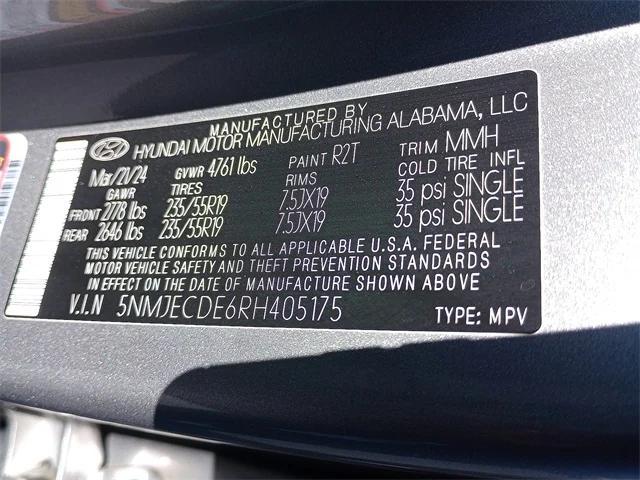 MANUFACTURED BY
HYUNDAI MOTOR MANUFACTURING ALABAMA, LLC
Mar/20/24 GVWR 4761 lbs PAINT R2T TRIM MMH
GAWR TIRES RIMS COLD TIRE INFL
FRONT 2778 lbs 235/55R19 7.5JX19 35 psi SINGLE
REAR 2646 lbs 235/55R19 7.5JX19 35 psi SINGLE
THIS VEHICLE CONFORMS TO ALL APPLICABLE U.S.A. FEDERAL
MOTOR VEHICLE SAFETY AND THEFT PREVENTION STANDARDS
IN EFFECT ON THE DATE OF MANUFACTURE SHOWN ABOVE
V.I.N 5NMJECDE6RH405175 TYPE: MPV